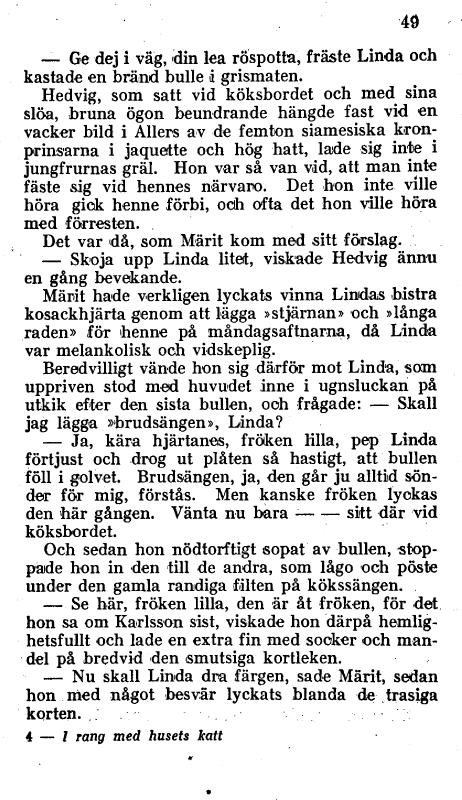 49
— Ge dej i väg, din lea röspotta, fräste Linda och
kastade en bränd bulle i grismaten.
Hedvig, som satt vid köksbordet och med sina
slöa, bruna ögon beundrande hängde fast vid en
vacker bild i Allers av de femton siamesiska kron-
prinsarna i jaquette och hög hatt, lade sig inte i
jungfrurnas gräl. Hon var så van vid, att man inte
fäste sig vid hennes närvaro. Det hon inte ville
höra gick henne förbi, och ofta det hon ville höra
med förresten.
Det var då, som Märit kom med sitt förslag.
— Skoja upp Linda litet, viskade Hedvig ännu
en gång bevekande.
Märit hade verkligen lyckats vinna Lindas bistra
kosackhjärta genom att lägga »stjärnan» och »långa
raden» för henne på måndagsaftnarna, då Linda
var melankolisk och vidskeplig.
Beredvilligt vände hon sig därför mot Linda, som
uppriven stod med huvudet inne i ugnsluckan på
utkik efter den sista bullen, och frågade: — Skall
jag lägga »brudsängen», Linda?
— Ja, kära hjärtanes, fröken lilla, pep Linda
förtjust och drog ut plåten så hastigt, att bullen
föll i golvet. Brudsängen, ja, den går ju alltid sön-
der för mig, förstås. Men kanske fröken lyckas
den här gången. Vänta nu bara — — sitt där vid
köksbordet.
Och sedan hon nödtorftigt sopat av bullen, stop-
pade hon in den till de andra, som lågo och pöste
under den gamla randiga filten på kökssängen.
— Se här, fröken lilla, den är åt fröken, för det
hon sa om Karlsson sist, viskade hon därpå hemlig-
hetsfullt och lade en extra fin med socker och man-
del på bredvid den smutsiga kortleken.
— Nu skall Linda dra färgen, sade Märit, sedan
hon med något besvär lyckats blanda de trasiga
korten.
4 — I rang med husets katt